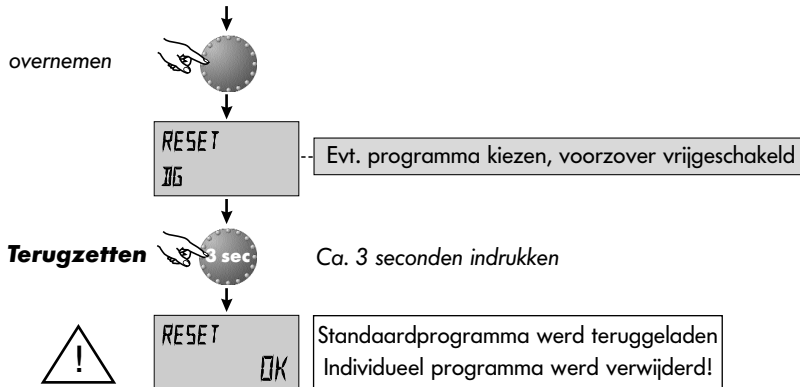 overnemen
RESET
DG
Evt. programma kiezen, voorzover vrijgeschakeld
Terugzetten
3 sec
Ca. 3 seconden indrukken
!
RESET
OK
Standaardprogramma werd teruggeladen
Individueel programma werd verwijderd!